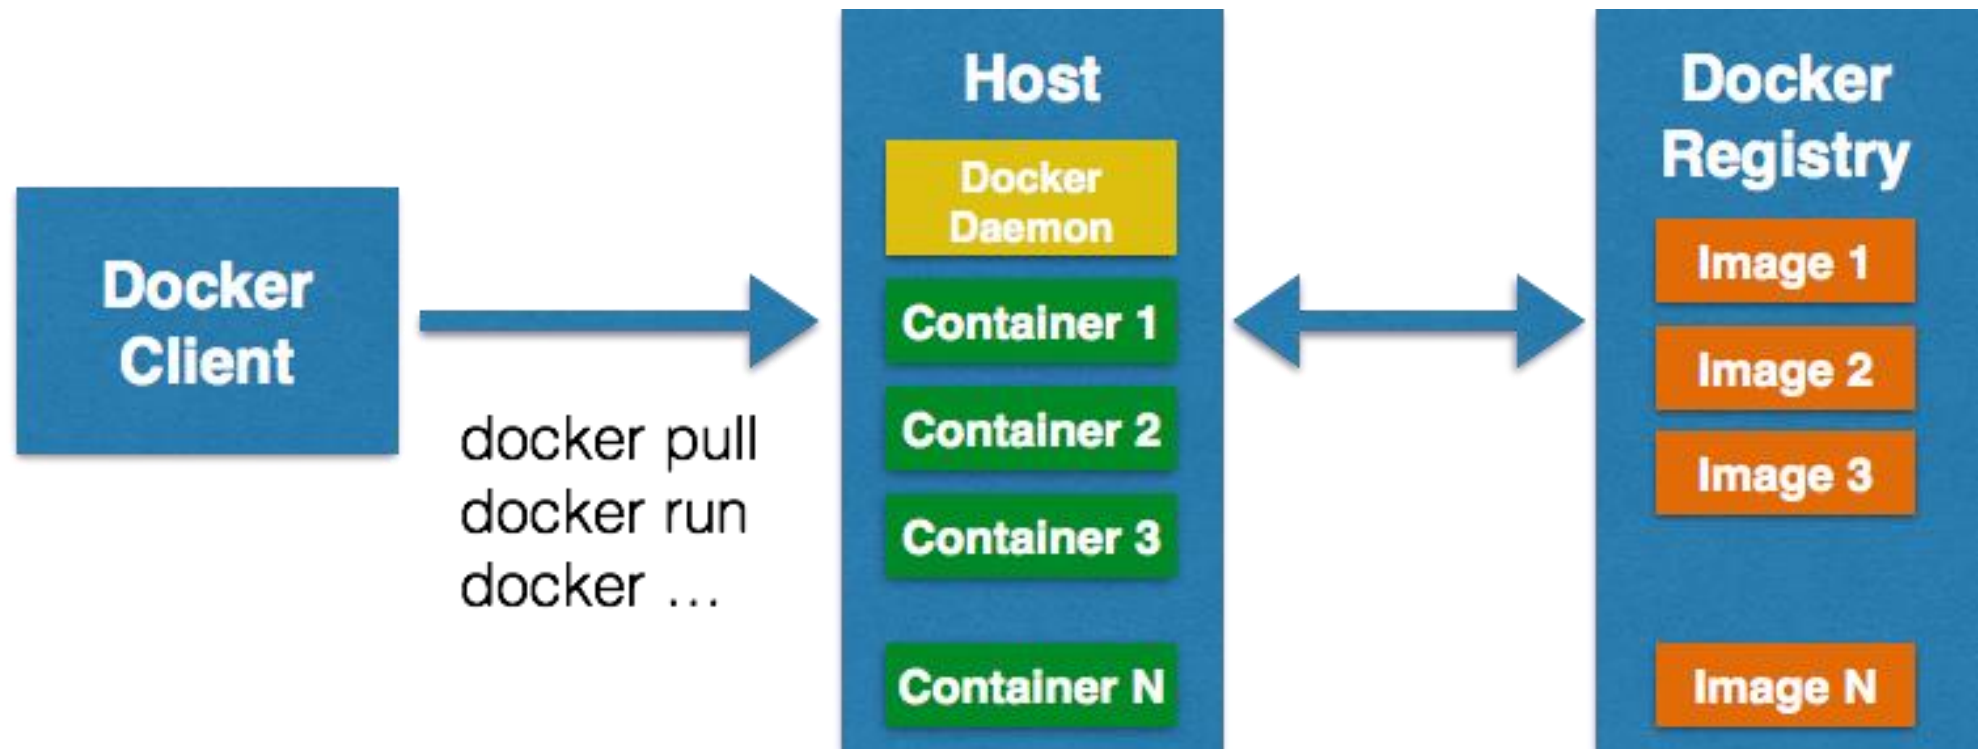 Docker
Client
docker pull
docker run
docker …
Host
Docker
Daemon
Container 1
Container 2
Container 3
Container N
Docker
Registry
Image 1
Image 2
Image 3
Image N